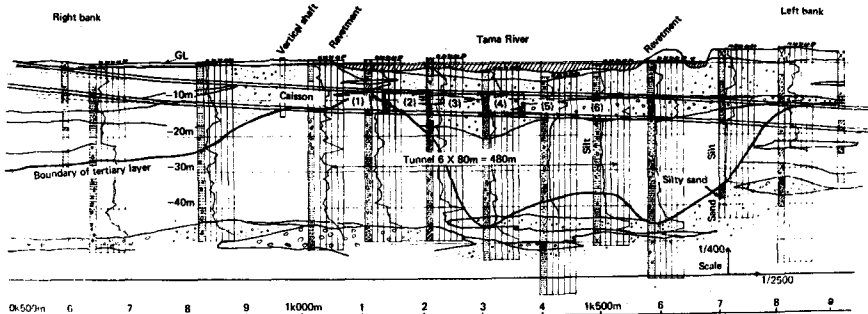 Right bank
Vertical shaft
Revetment
Tama River
Revetment
Left bank
GL
-10m
Caisson
(1)
(2)
(3)
(4)
(5)
(6)
-20m
Tunnel 6 X 80m = 480m
Silt
Silt
Boundary of tertiary layer
-30m
Silty sand
-40m
Sand
1/400
Scale
1/2500
0k500m 6 7 8 9 1k000m 1 2 3 4 1k500m 6 7 8 9